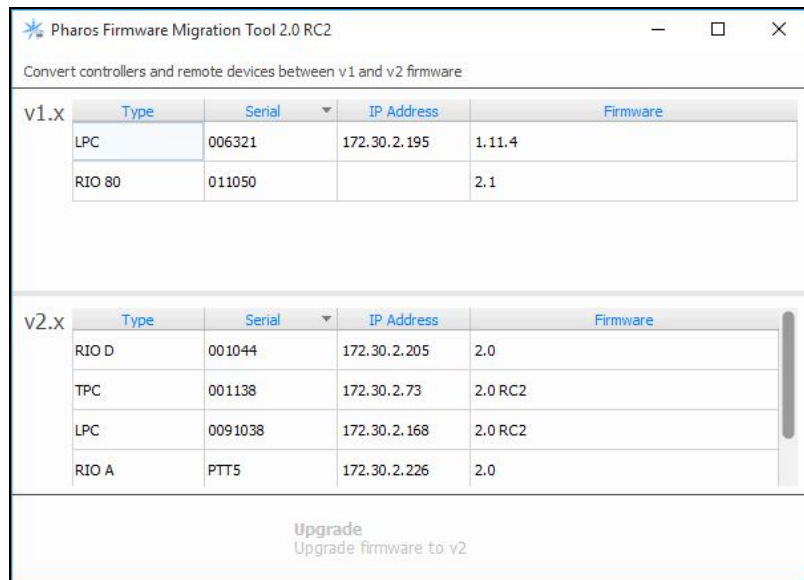 Pharos Firmware Migration Tool 2.0 RC2
Convert controllers and remote devices between v1 and v2 firmware
v1.x Type Serial IP Address Firmware
LPC 006321 172.30.2.195 1.11.4
RIO 80 011050 2.1
v2.x Type Serial IP Address Firmware
RIO D 001044 172.30.2.205 2.0
TPC 001138 172.30.2.73 2.0 RC2
LPC 0091038 172.30.2.168 2.0 RC2
RIO A PTT5 172.30.2.226 2.0
Upgrade
Upgrade firmware to v2